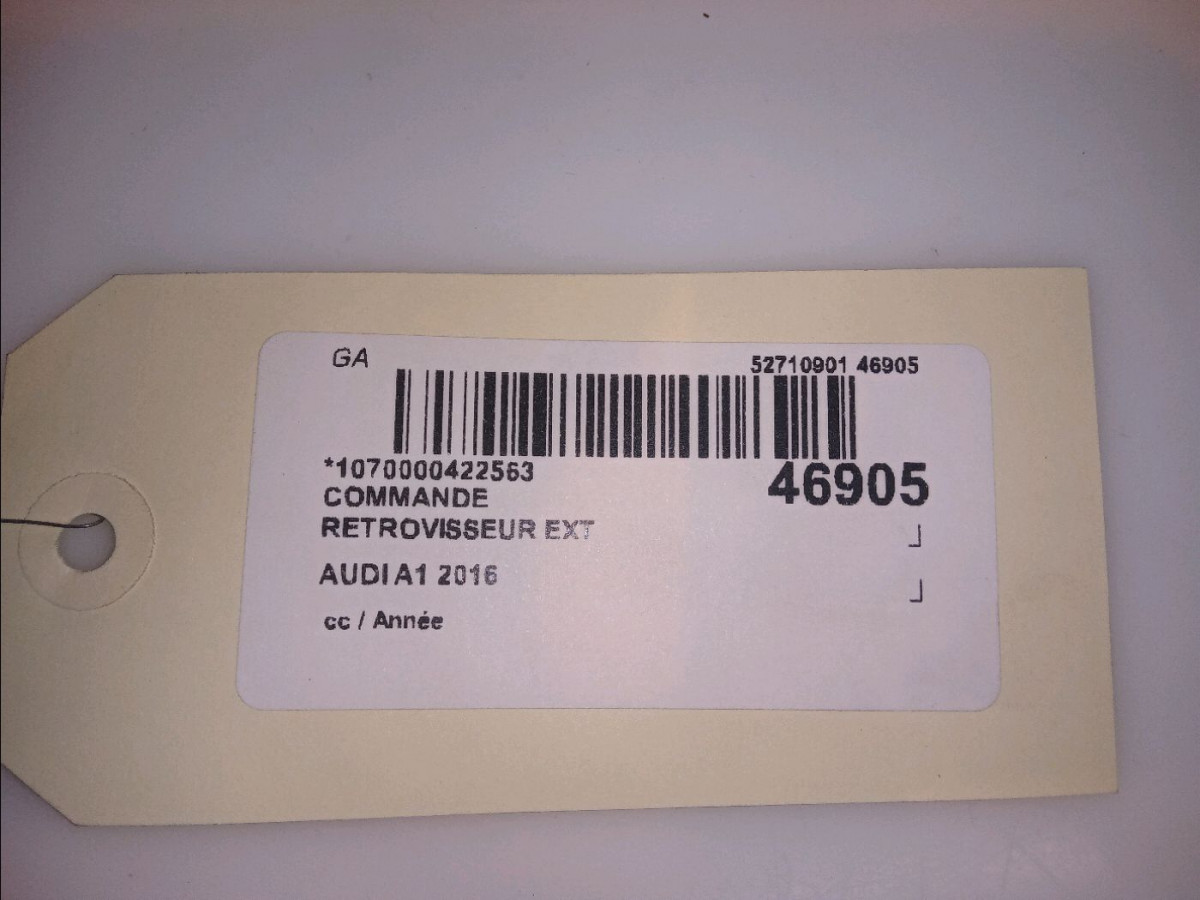 GA
52710901 46905
*1070000422563
46905
COMMANDE
RETROVISSEUR EXT
AUDI A1 2016
cc / Année